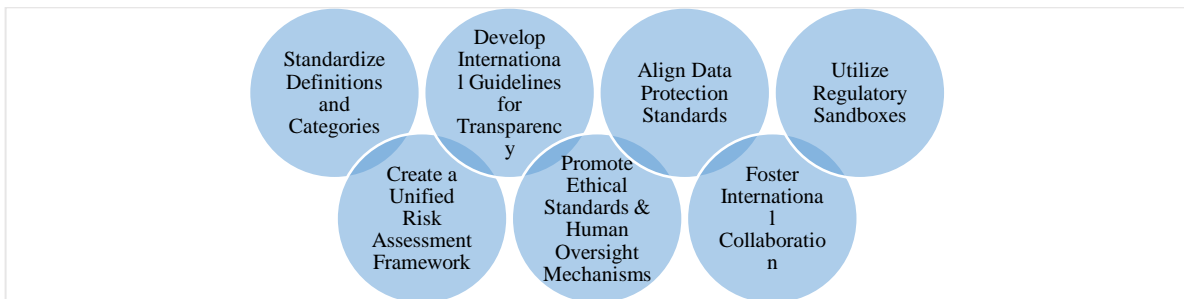 Standardize
Definitions
and
Categories
Create a
Unified
Risk
Assessment
Framework
Develop
Internationa
l Guidelines
for
Transparenc
y
Promote
Ethical
Standards &
Human
Oversight
Mechanisms
Align Data
Protection
Standards
Foster
Internationa
l
Collaboratio
n
Utilize
Regulatory
Sandboxes